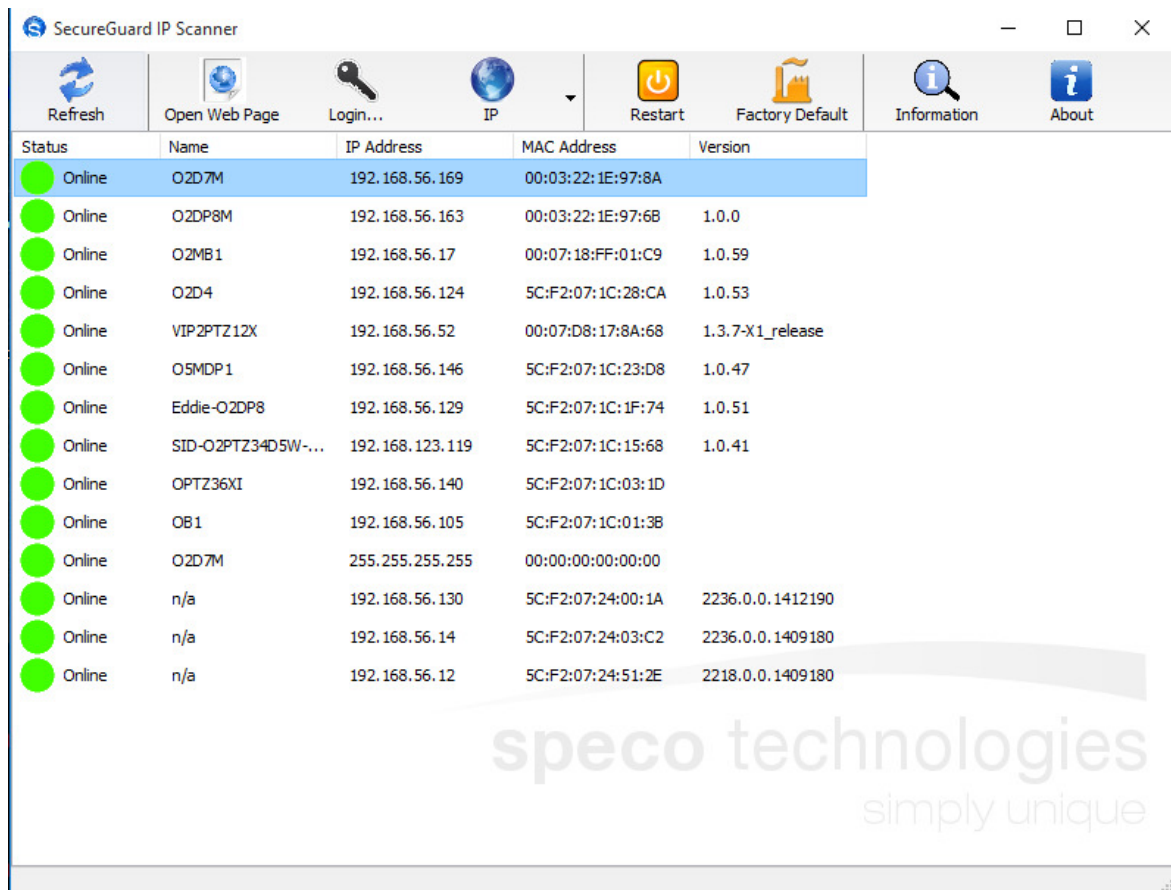 SecureGuard IP Scanner
Refresh Open Web Page Login... IP Restart Factory Default Information About
Status Name IP Address MAC Address Version
Online O2D7M 192.168.56.169 00:03:22:1E:97:8A
Online O2DP8M 192.168.56.163 00:03:22:1E:97:6B 1.0.0
Online O2MB1 192.168.56.17 00:07:18:FF:01:C9 1.0.59
Online O2D4 192.168.56.124 5C:F2:07:1C:28:CA 1.0.53
Online VIP2PTZ12X 192.168.56.52 00:07:D8:17:8A:68 1.3.7-X1_release
Online O5MDP1 192.168.56.146 5C:F2:07:1C:23:D8 1.0.47
Online Eddie-O2DP8 192.168.56.129 5C:F2:07:1C:1F:74 1.0.51
Online SID-O2PTZ34D5W-... 192.168.123.119 5C:F2:07:1C:15:68 1.0.41
Online OPTZ36XI 192.168.56.140 5C:F2:07:1C:03:1D
Online OB1 192.168.56.105 5C:F2:07:1C:01:3B
Online O2D7M 255.255.255.255 00:00:00:00:00:00
Online n/a 192.168.56.130 5C:F2:07:24:00:1A 2236.0.0.1412190
Online n/a 192.168.56.14 5C:F2:07:24:03:C2 2236.0.0.1409180
Online n/a 192.168.56.12 5C:F2:07:24:51:2E 2218.0.0.1409180
speco technologies
simply unique